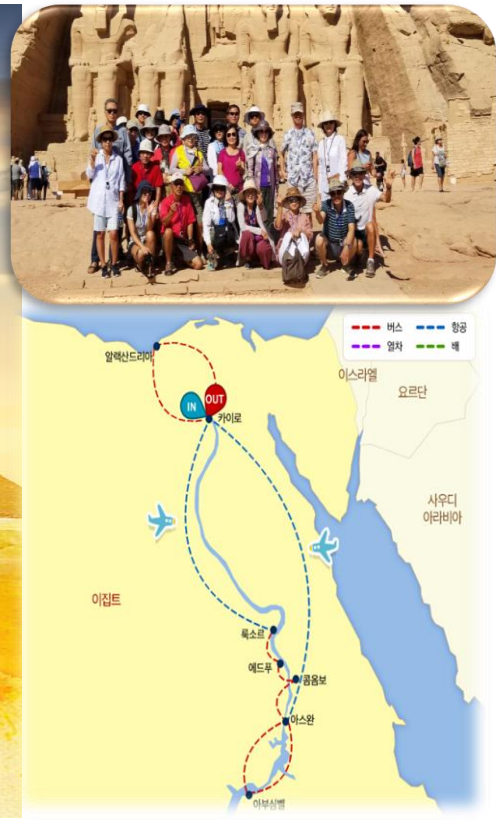 버스
항공
열차
배
이스라엘
요르단
알랙산드리아
IN
OUT
카이로
사우디
아라비아
이집트
룩소르
에드푸
콤옴보
아스완
아부심벨